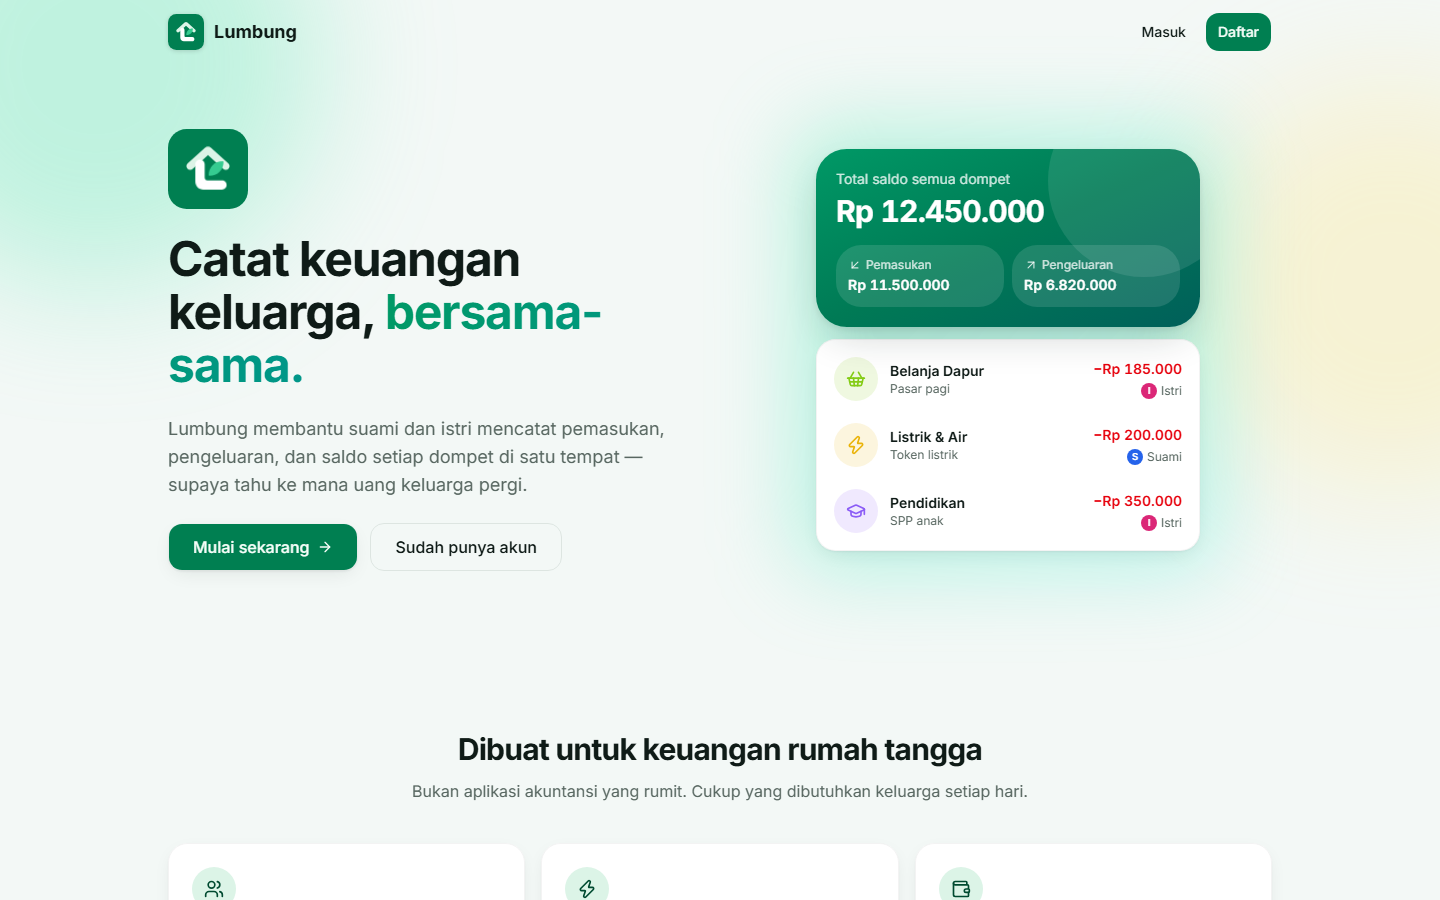 Lumbung
Masuk
Daftar
Catat keuangan
keluarga, bersama-
sama.
Lumbung membantu suami dan istri mencatat pemasukan,
pengeluaran, dan saldo setiap dompet di satu tempat —
supaya tahu ke mana uang keluarga pergi.
Mulai sekarang
Sudah punya akun
Total saldo semua dompet
Rp 12.450.000
Pemasukan
Rp 11.500.000
Pengeluaran
Rp 6.820.000
Belanja Dapur
Pasar pagi
−Rp 185.000
I Istri
Listrik & Air
Token listrik
−Rp 200.000
S Suami
Pendidikan
SPP anak
−Rp 350.000
I Istri
Dibuat untuk keuangan rumah tangga
Bukan aplikasi akuntansi yang rumit. Cukup yang dibutuhkan keluarga setiap hari.